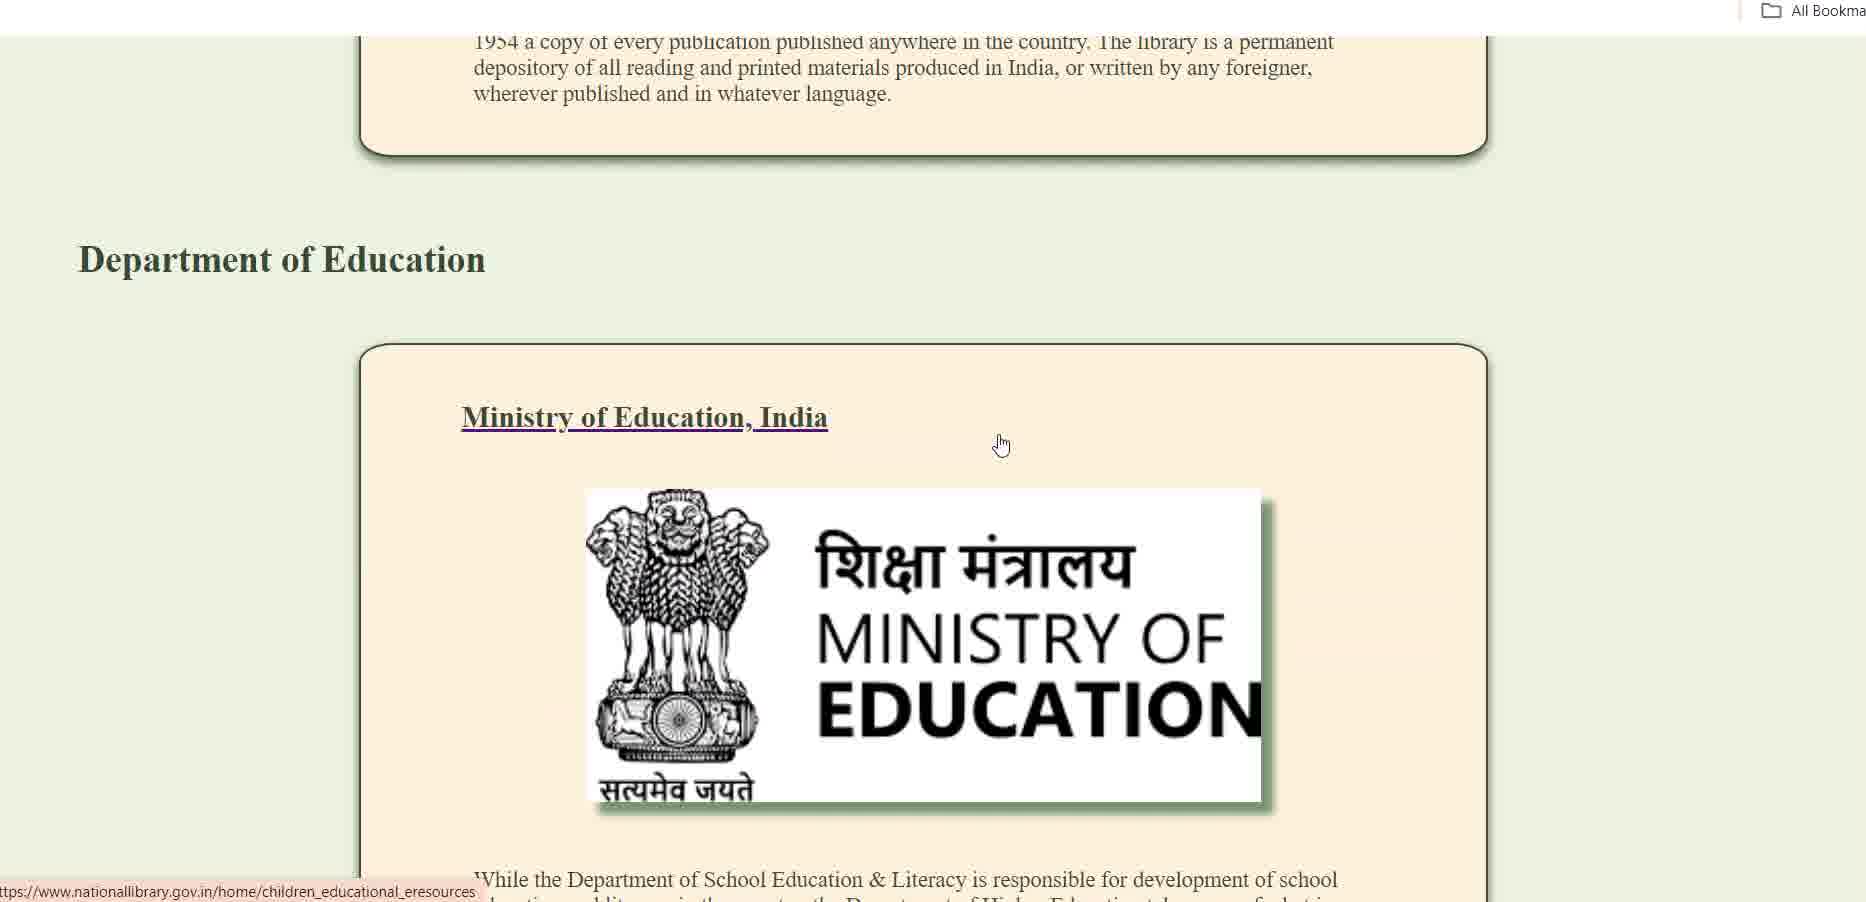 All Bookma
1954 a copy of every publication published anywhere in the country. The library is a permanent
depository of all reading and printed materials produced in India, or written by any foreigner,
wherever published and in whatever language.
Department of Education
Ministry of Education, India
शिक्षा मंत्रालय
MINISTRY OF
EDUCATION
सत्यमेव जयते
While the Department of School Education & Literacy is responsible for development of school
ttps://www.nationallibrary.gov.in/home/children_educational_eresources